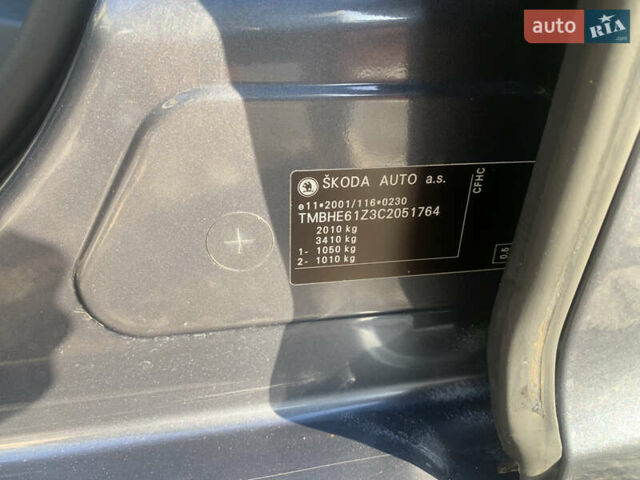 auto RIA
.com
ŠKODA AUTO a.s.
CFHC
e11*2001/116*0230
TMBHE61Z3C2051764
2010 kg
3410 kg
1- 1050 kg
2- 1010 kg
0.5